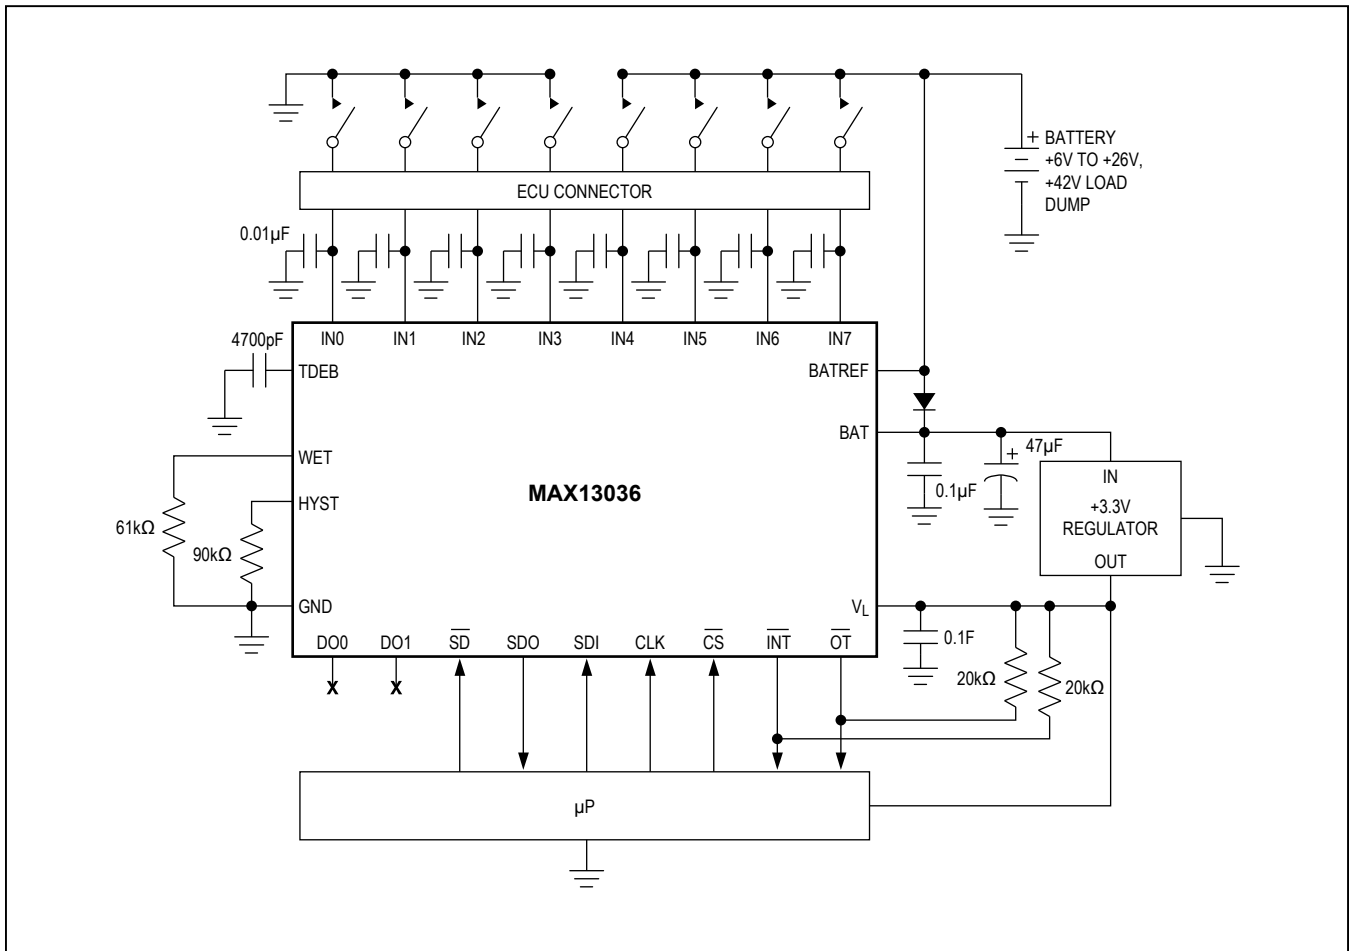 + BATTERY
+6V TO +26V,
+42V LOAD
DUMP
ECU CONNECTOR
0.01µF
IN0 IN1 IN2 IN3 IN4 IN5 IN6 IN7
4700pF
TDEB
BATREF
BAT
WET
HYST
MAX13036
+
47µF
0.1µF
IN
+3.3V
REGULATOR
OUT
61kΩ
90kΩ
GND
VL
DO0 DO1 SD SDO SDI CLK CS INT OT
0.1F
20kΩ
20kΩ
X X
µP